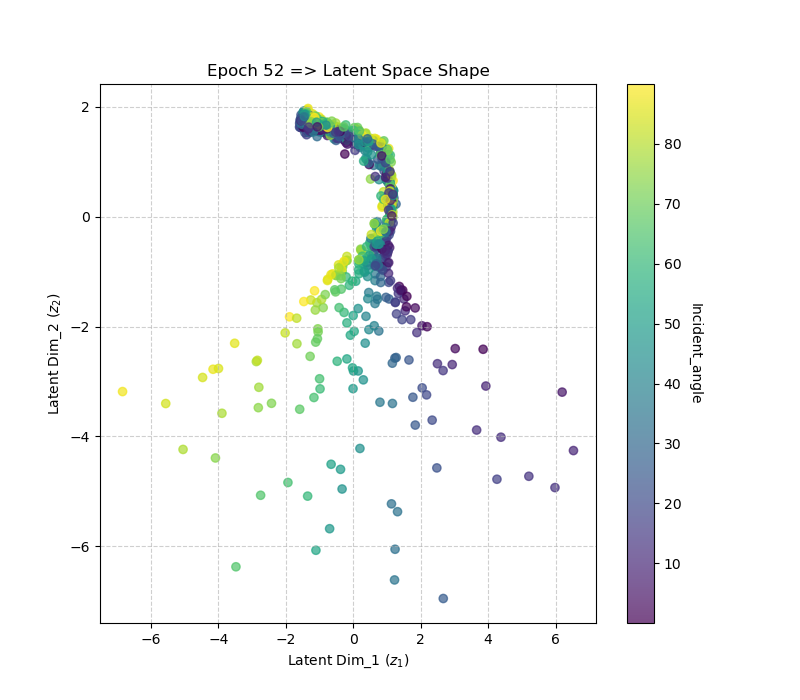 Epoch 52 => Latent Space Shape
2
0
−2
−4
−6
Latent Dim_2 (z₂)
−6 −4 −2 0 2 4 6
Latent Dim_1 (z₁)
80
70
60
50
40
30
20
10
Incident_angle